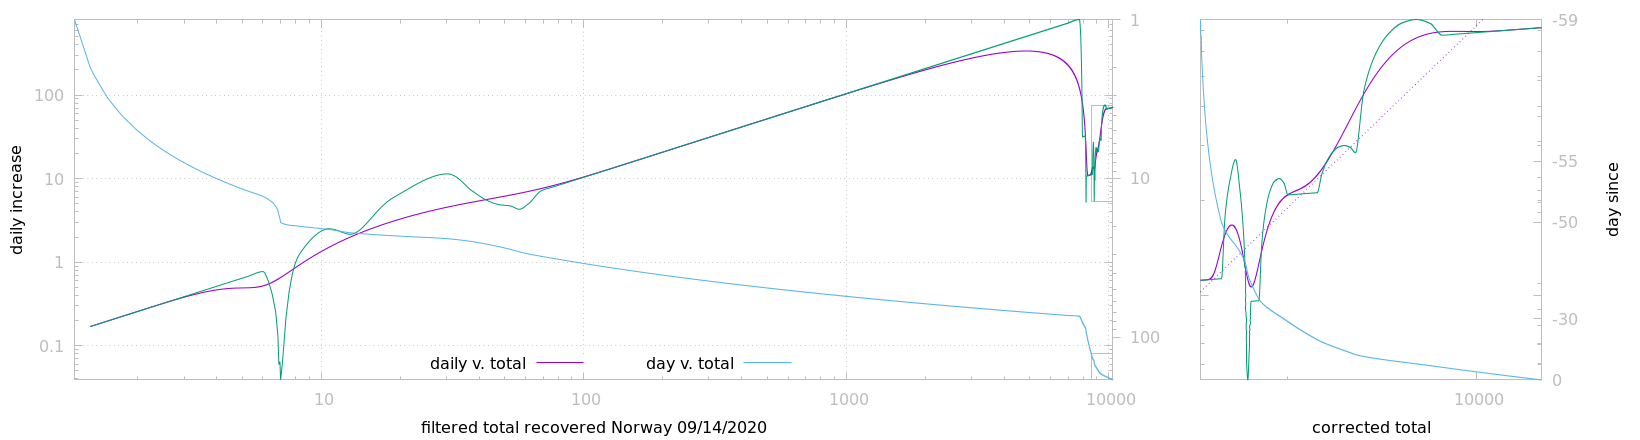 daily increase
100
10
1
0.1
10
100
1000
10000
1
10
100
daily v. total
day v. total
filtered total recovered Norway 09/14/2020
-59
-55
-50
-30
0
day since
10000
corrected total